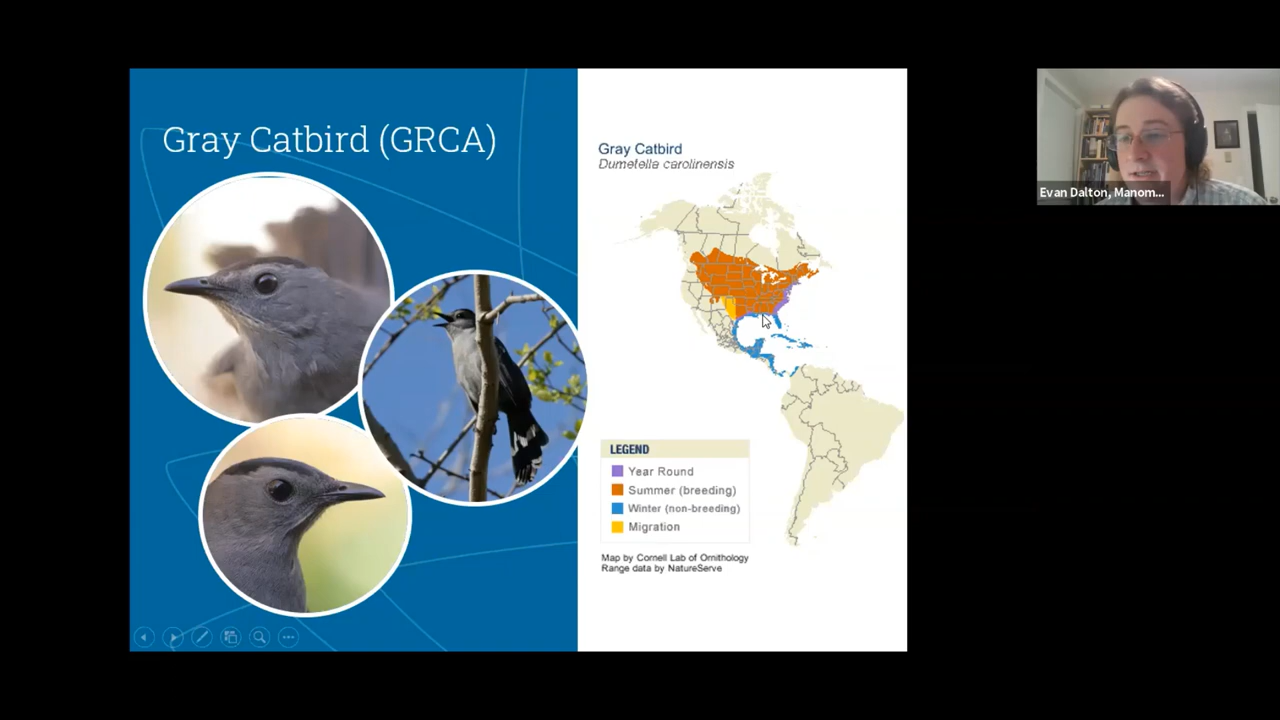 Gray Catbird (GRCA)
Gray Catbird
Dumetella carolinensis
LEGEND
Year Round
Summer (breeding)
Winter (non-breeding)
Migration
Map by Cornell Lab of Ornithology
Range data by NatureServe
Evan Dalton, Manom...